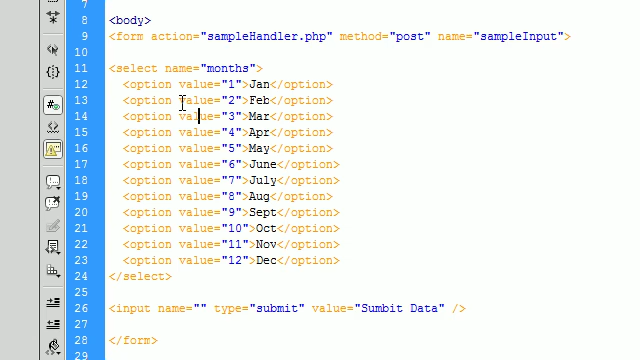 7
8 <body>
9 <form action="sampleHandler.php" method="post" name="sampleInput">
10
11 <select name="months">
12 <option value="1">Jan</option>
13 <option value="2">Feb</option>
14 <option value="3">Mar</option>
15 <option value="4">Apr</option>
16 <option value="5">May</option>
17 <option value="6">June</option>
18 <option value="7">July</option>
19 <option value="8">Aug</option>
20 <option value="9">Sept</option>
21 <option value="10">Oct</option>
22 <option value="11">Nov</option>
23 <option value="12">Dec</option>
24 </select>
25
26 <input name="" type="submit" value="Sumbit Data" />
27
28 </form>
29